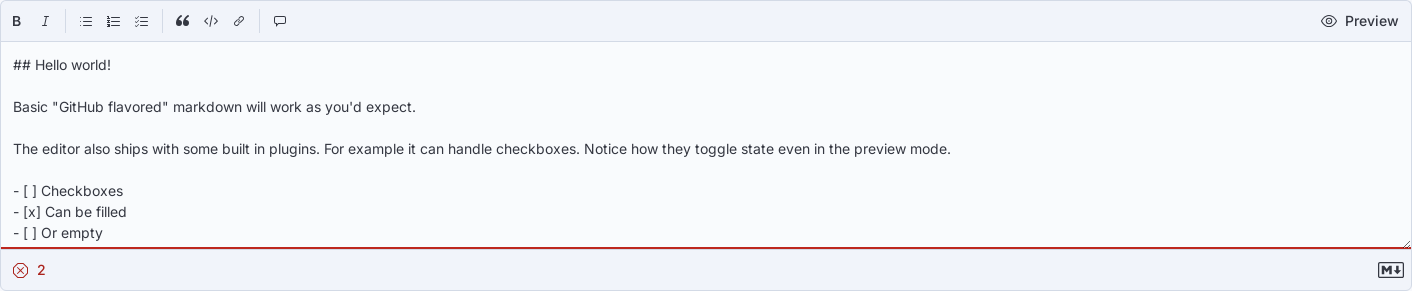 B I Preview
## Hello world!
Basic "GitHub flavored" markdown will work as you'd expect.
The editor also ships with some built in plugins. For example it can handle checkboxes. Notice how they toggle state even in the preview mode.
- [ ] Checkboxes
- [x] Can be filled
- [ ] Or empty
2